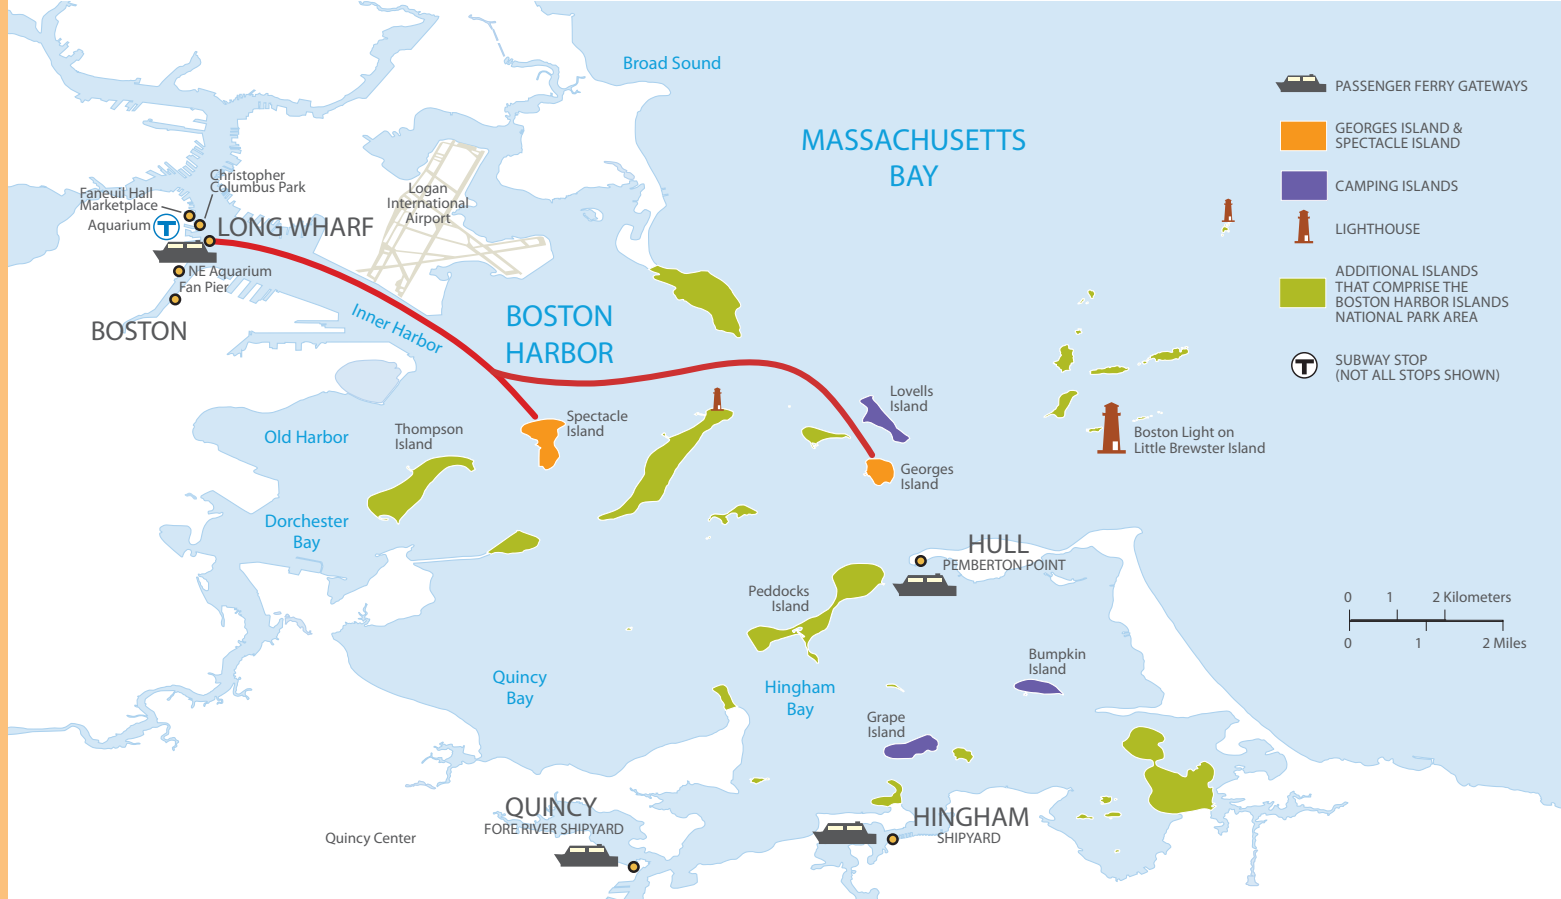 Broad Sound
MASSACHUSETTS
BAY
PASSENGER FERRY GATEWAYS
GEORGES ISLAND &
SPECTACLE ISLAND
CAMPING ISLANDS
LIGHTHOUSE
ADDITIONAL ISLANDS
THAT COMPRISE THE
BOSTON HARBOR ISLANDS
NATIONAL PARK AREA
T
SUBWAY STOP
(NOT ALL STOPS SHOWN)
Christopher
Columbus Park
Faneuil Hall
Marketplace
Aquarium
T
LONG WHARF
Logan
International
Airport
NE Aquarium
Fan Pier
BOSTON
Inner Harbor
BOSTON
HARBOR
Lovells
Island
Spectacle
Island
Thompson
Island
Old Harbor
Boston Light on
Little Brewster Island
Georges
Island
Dorchester
Bay
HULL
PEMBERTON POINT
Peddocks
Island
0 1 2 Kilometers
0 1 2 Miles
Bumpkin
Island
Quincy
Bay
Hingham
Bay
Grape
Island
QUINCY
FORE RIVER SHIPYARD
HINGHAM
SHIPYARD
Quincy Center